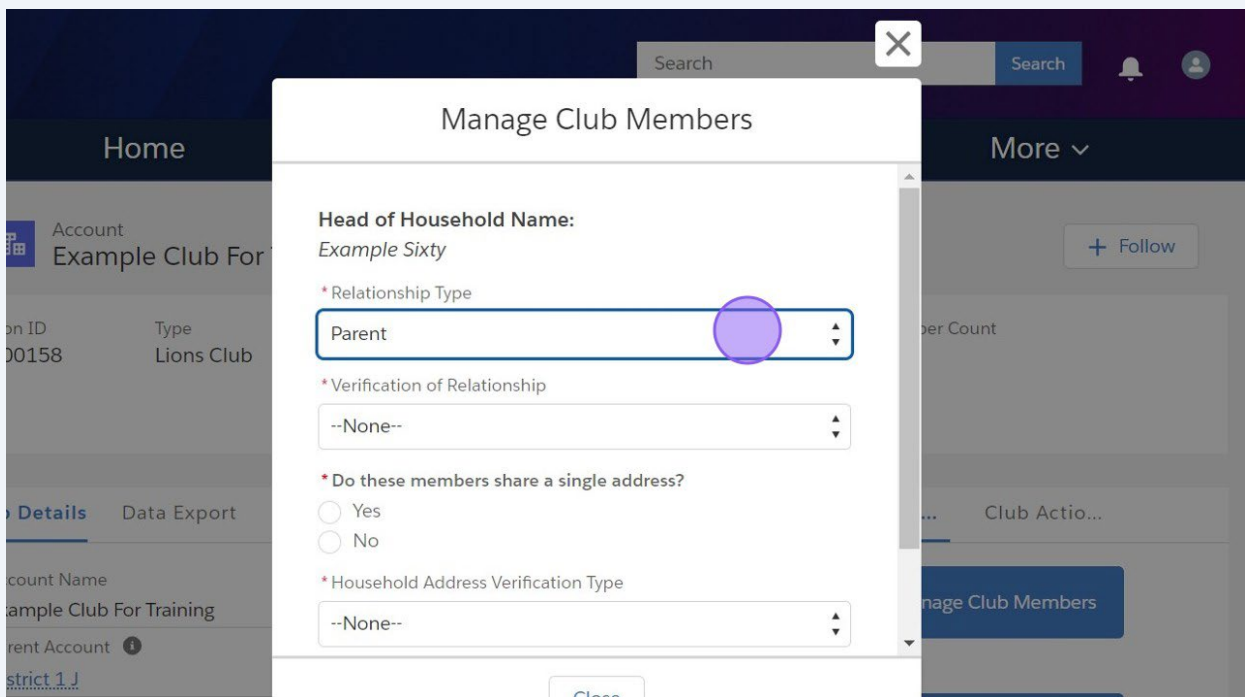 Search
Search
Manage Club Members
Home
More
Head of Household Name:
Example Sixty
Account
Example Club For
+ Follow
* Relationship Type
Parent
on ID
00158
Type
Lions Club
Count
* Verification of Relationship
--None--
* Do these members share a single address?
Yes
No
Details
Data Export
...
Club Actio...
* Household Address Verification Type
--None--
count Name
ample Club For Training
rent Account
strict 1 J
nage Club Members
Close